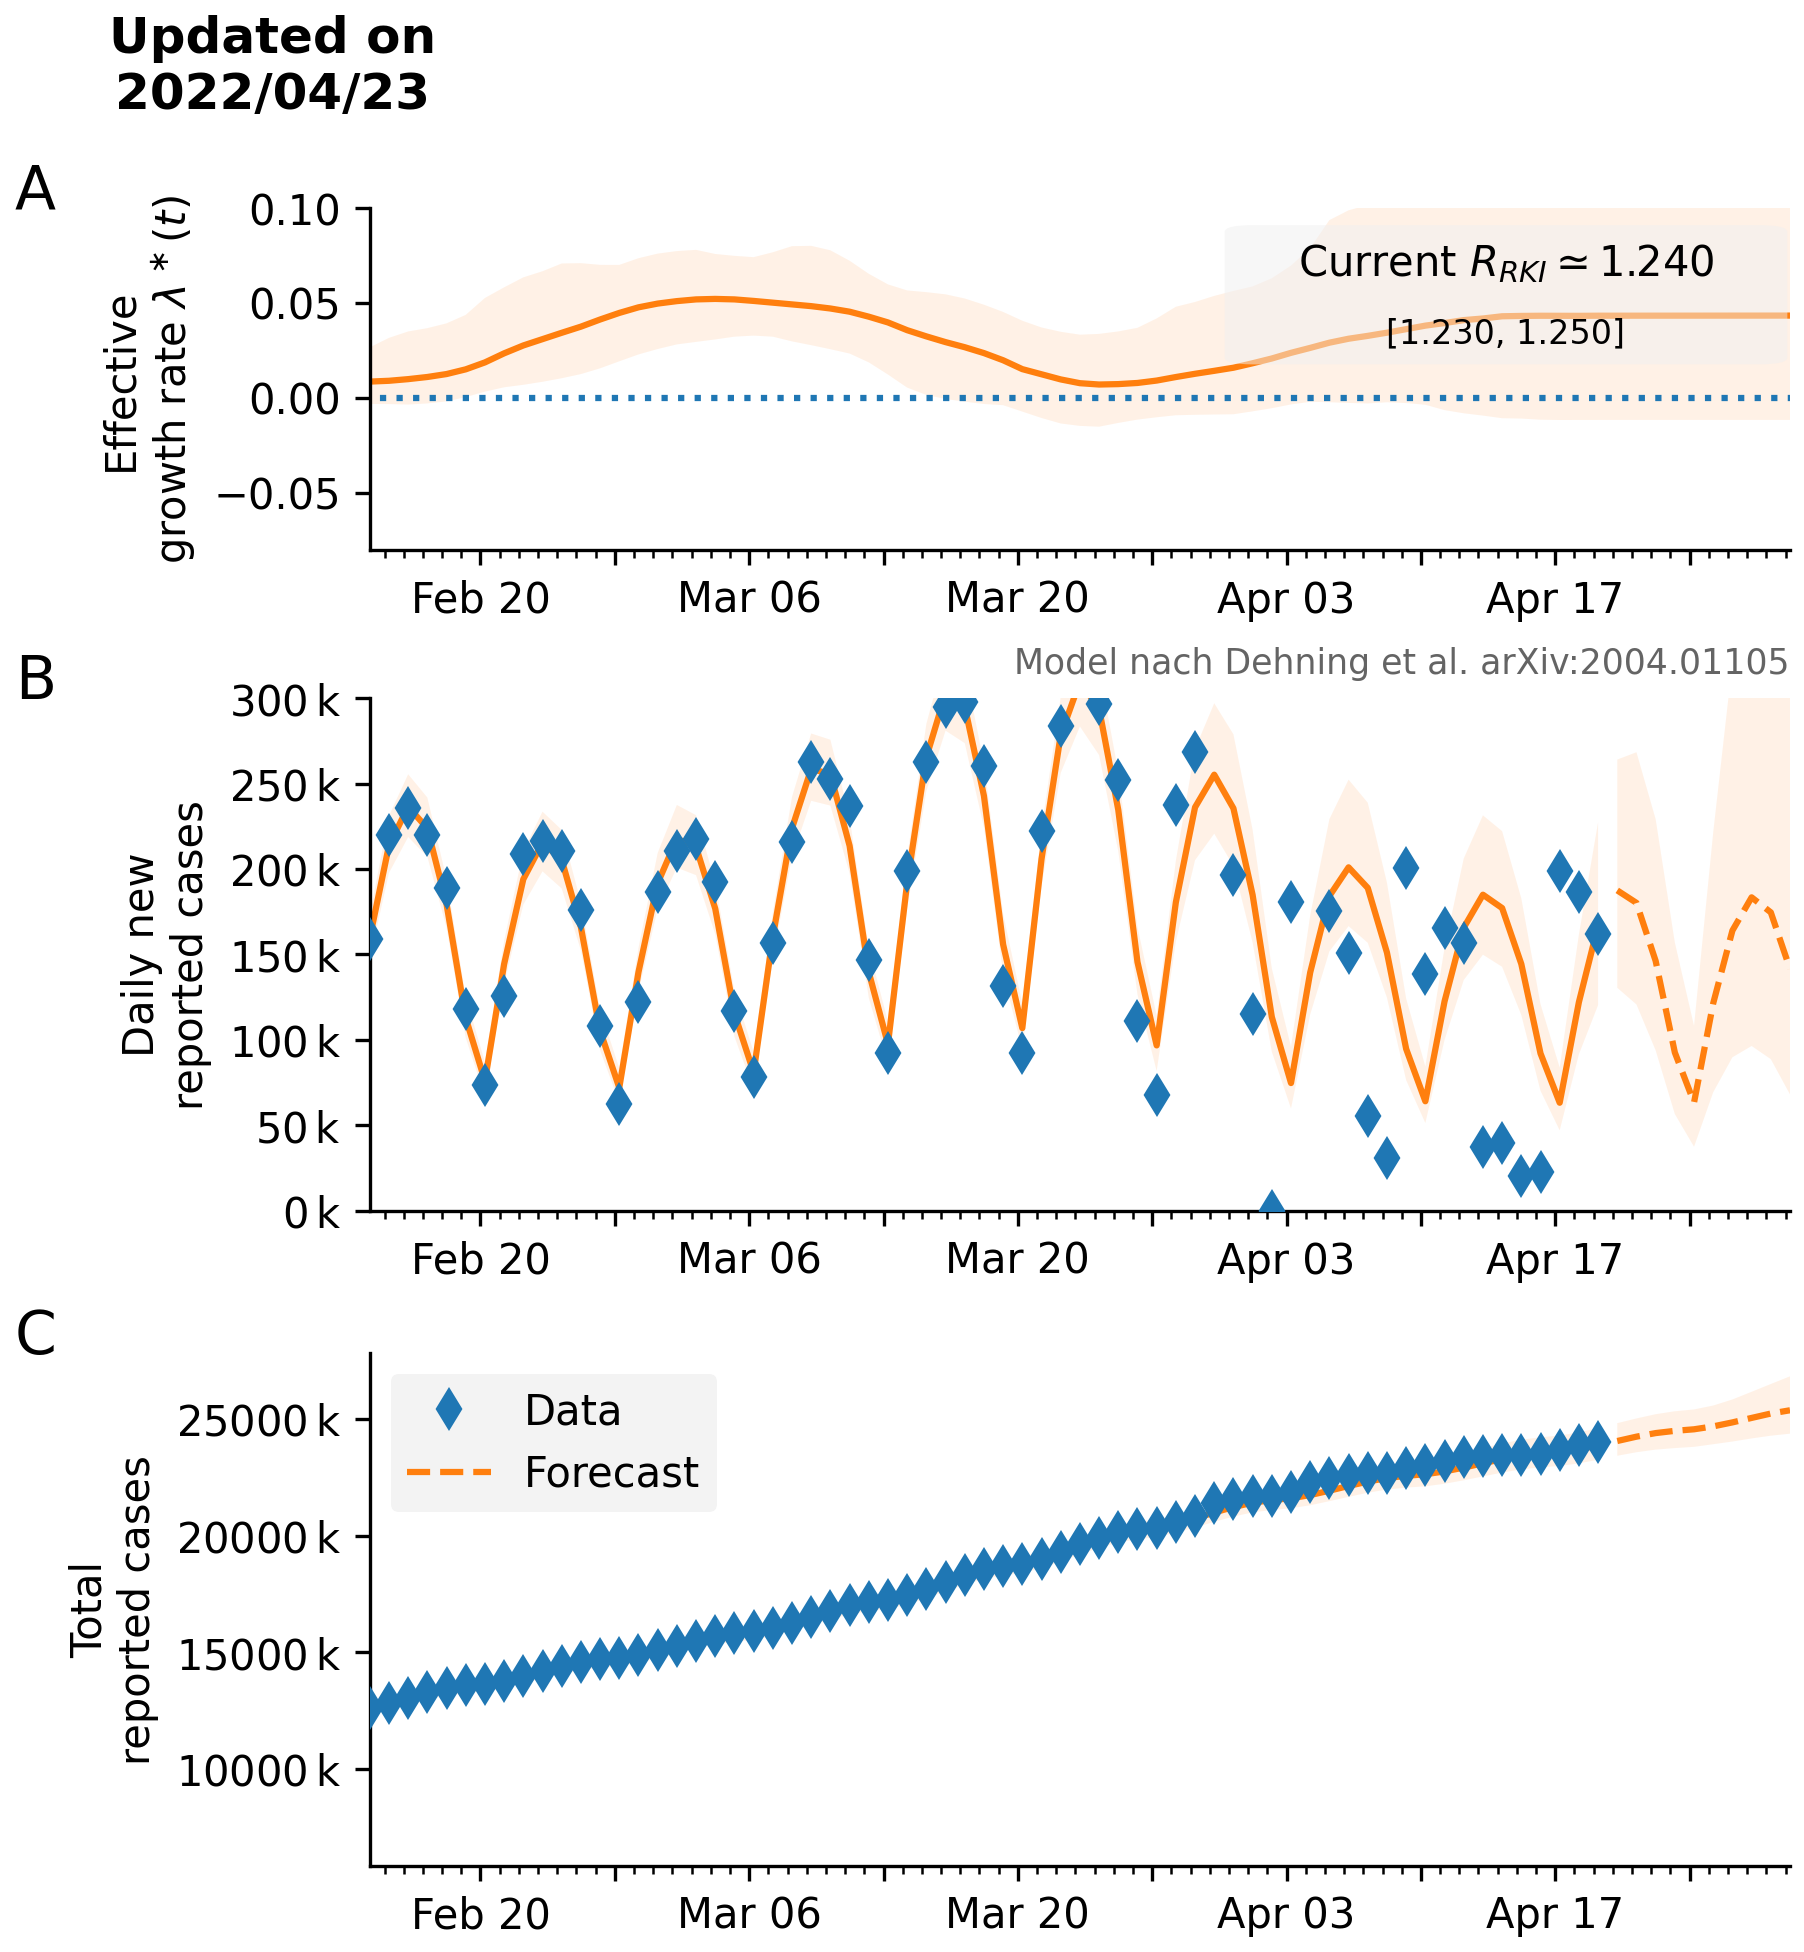 Updated on
2022/04/23
A
Effective
growth rate λ * (t)
0.10
0.05
0.00
−0.05
Current R_RKI ≃ 1.240
[1.230, 1.250]
Feb 20 Mar 06 Mar 20 Apr 03 Apr 17
Model nach Dehning et al. arXiv:2004.01105
B
Daily new
reported cases
300 k
250 k
200 k
150 k
100 k
50 k
0 k
Feb 20 Mar 06 Mar 20 Apr 03 Apr 17
C
Total
reported cases
25000 k
20000 k
15000 k
10000 k
Data
Forecast
Feb 20 Mar 06 Mar 20 Apr 03 Apr 17